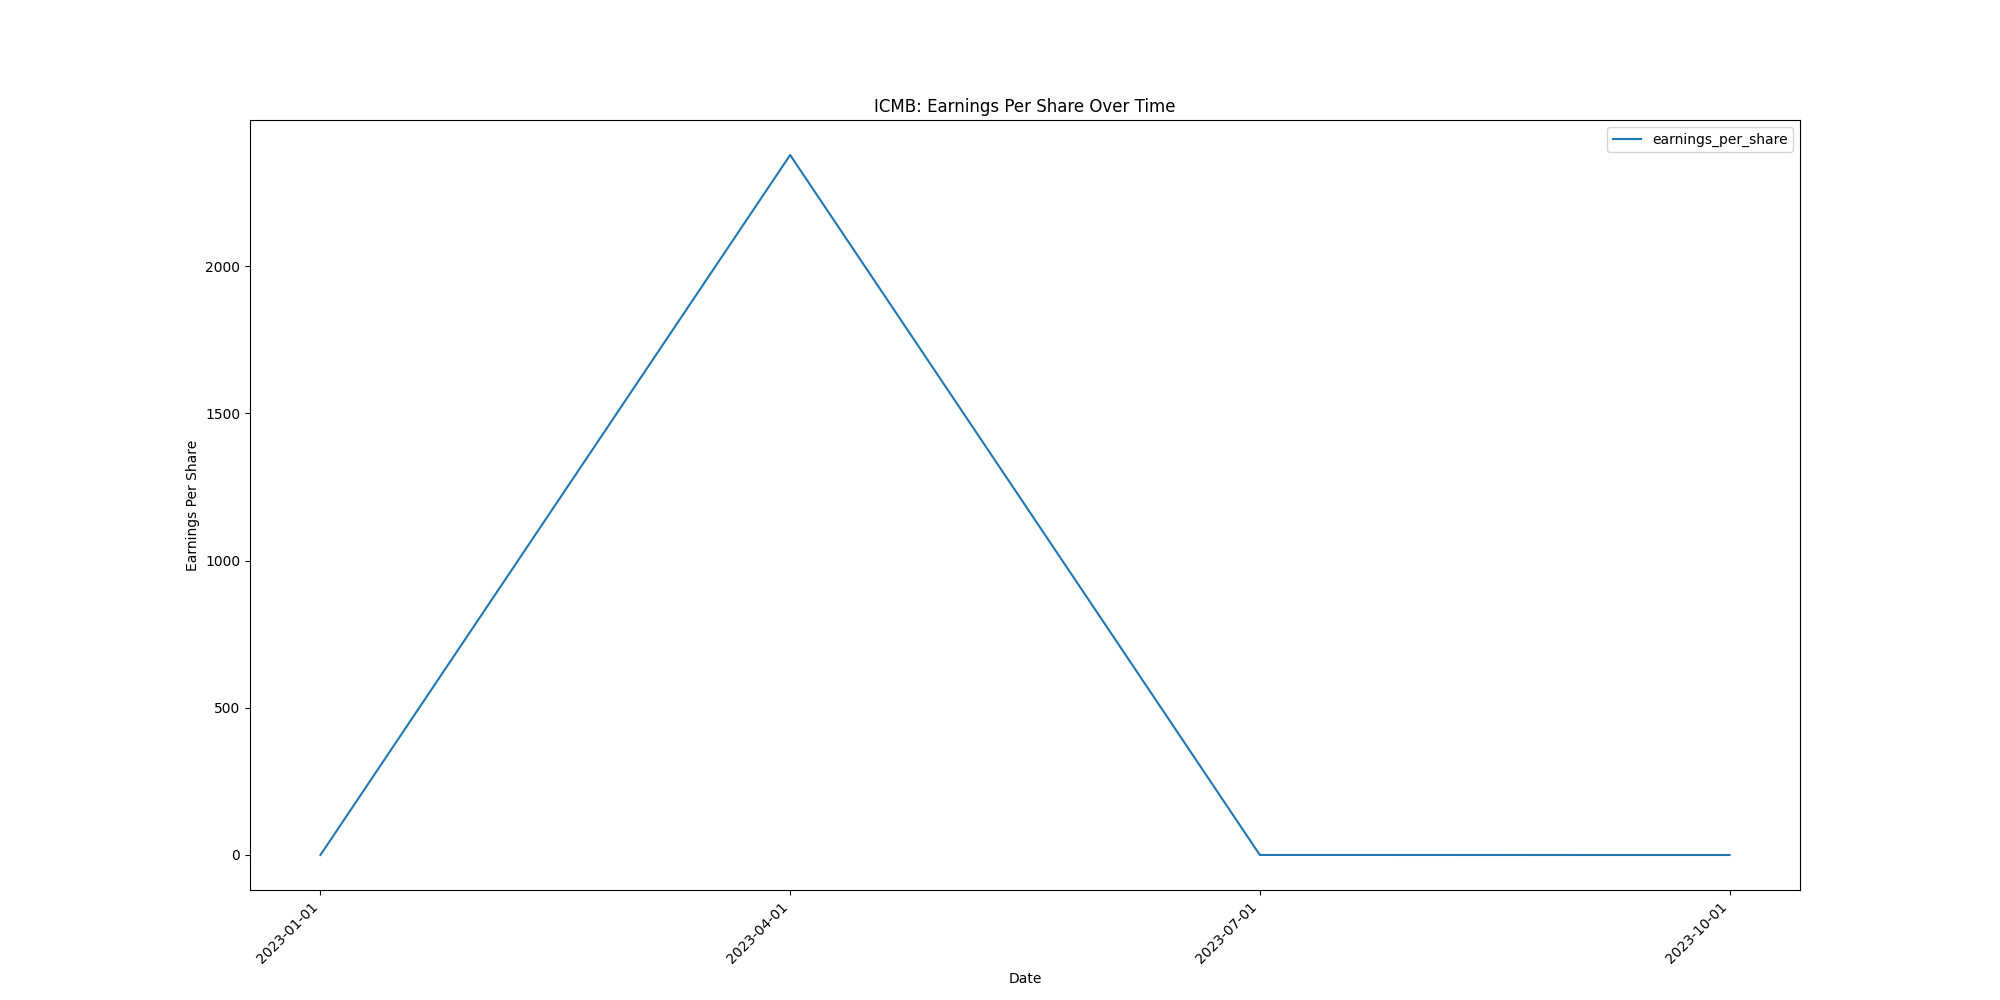 ICMB: Earnings Per Share Over Time
earnings_per_share
2000
1500
1000
500
0
Earnings Per Share
2023-01-01
2023-04-01
2023-07-01
2023-10-01
Date